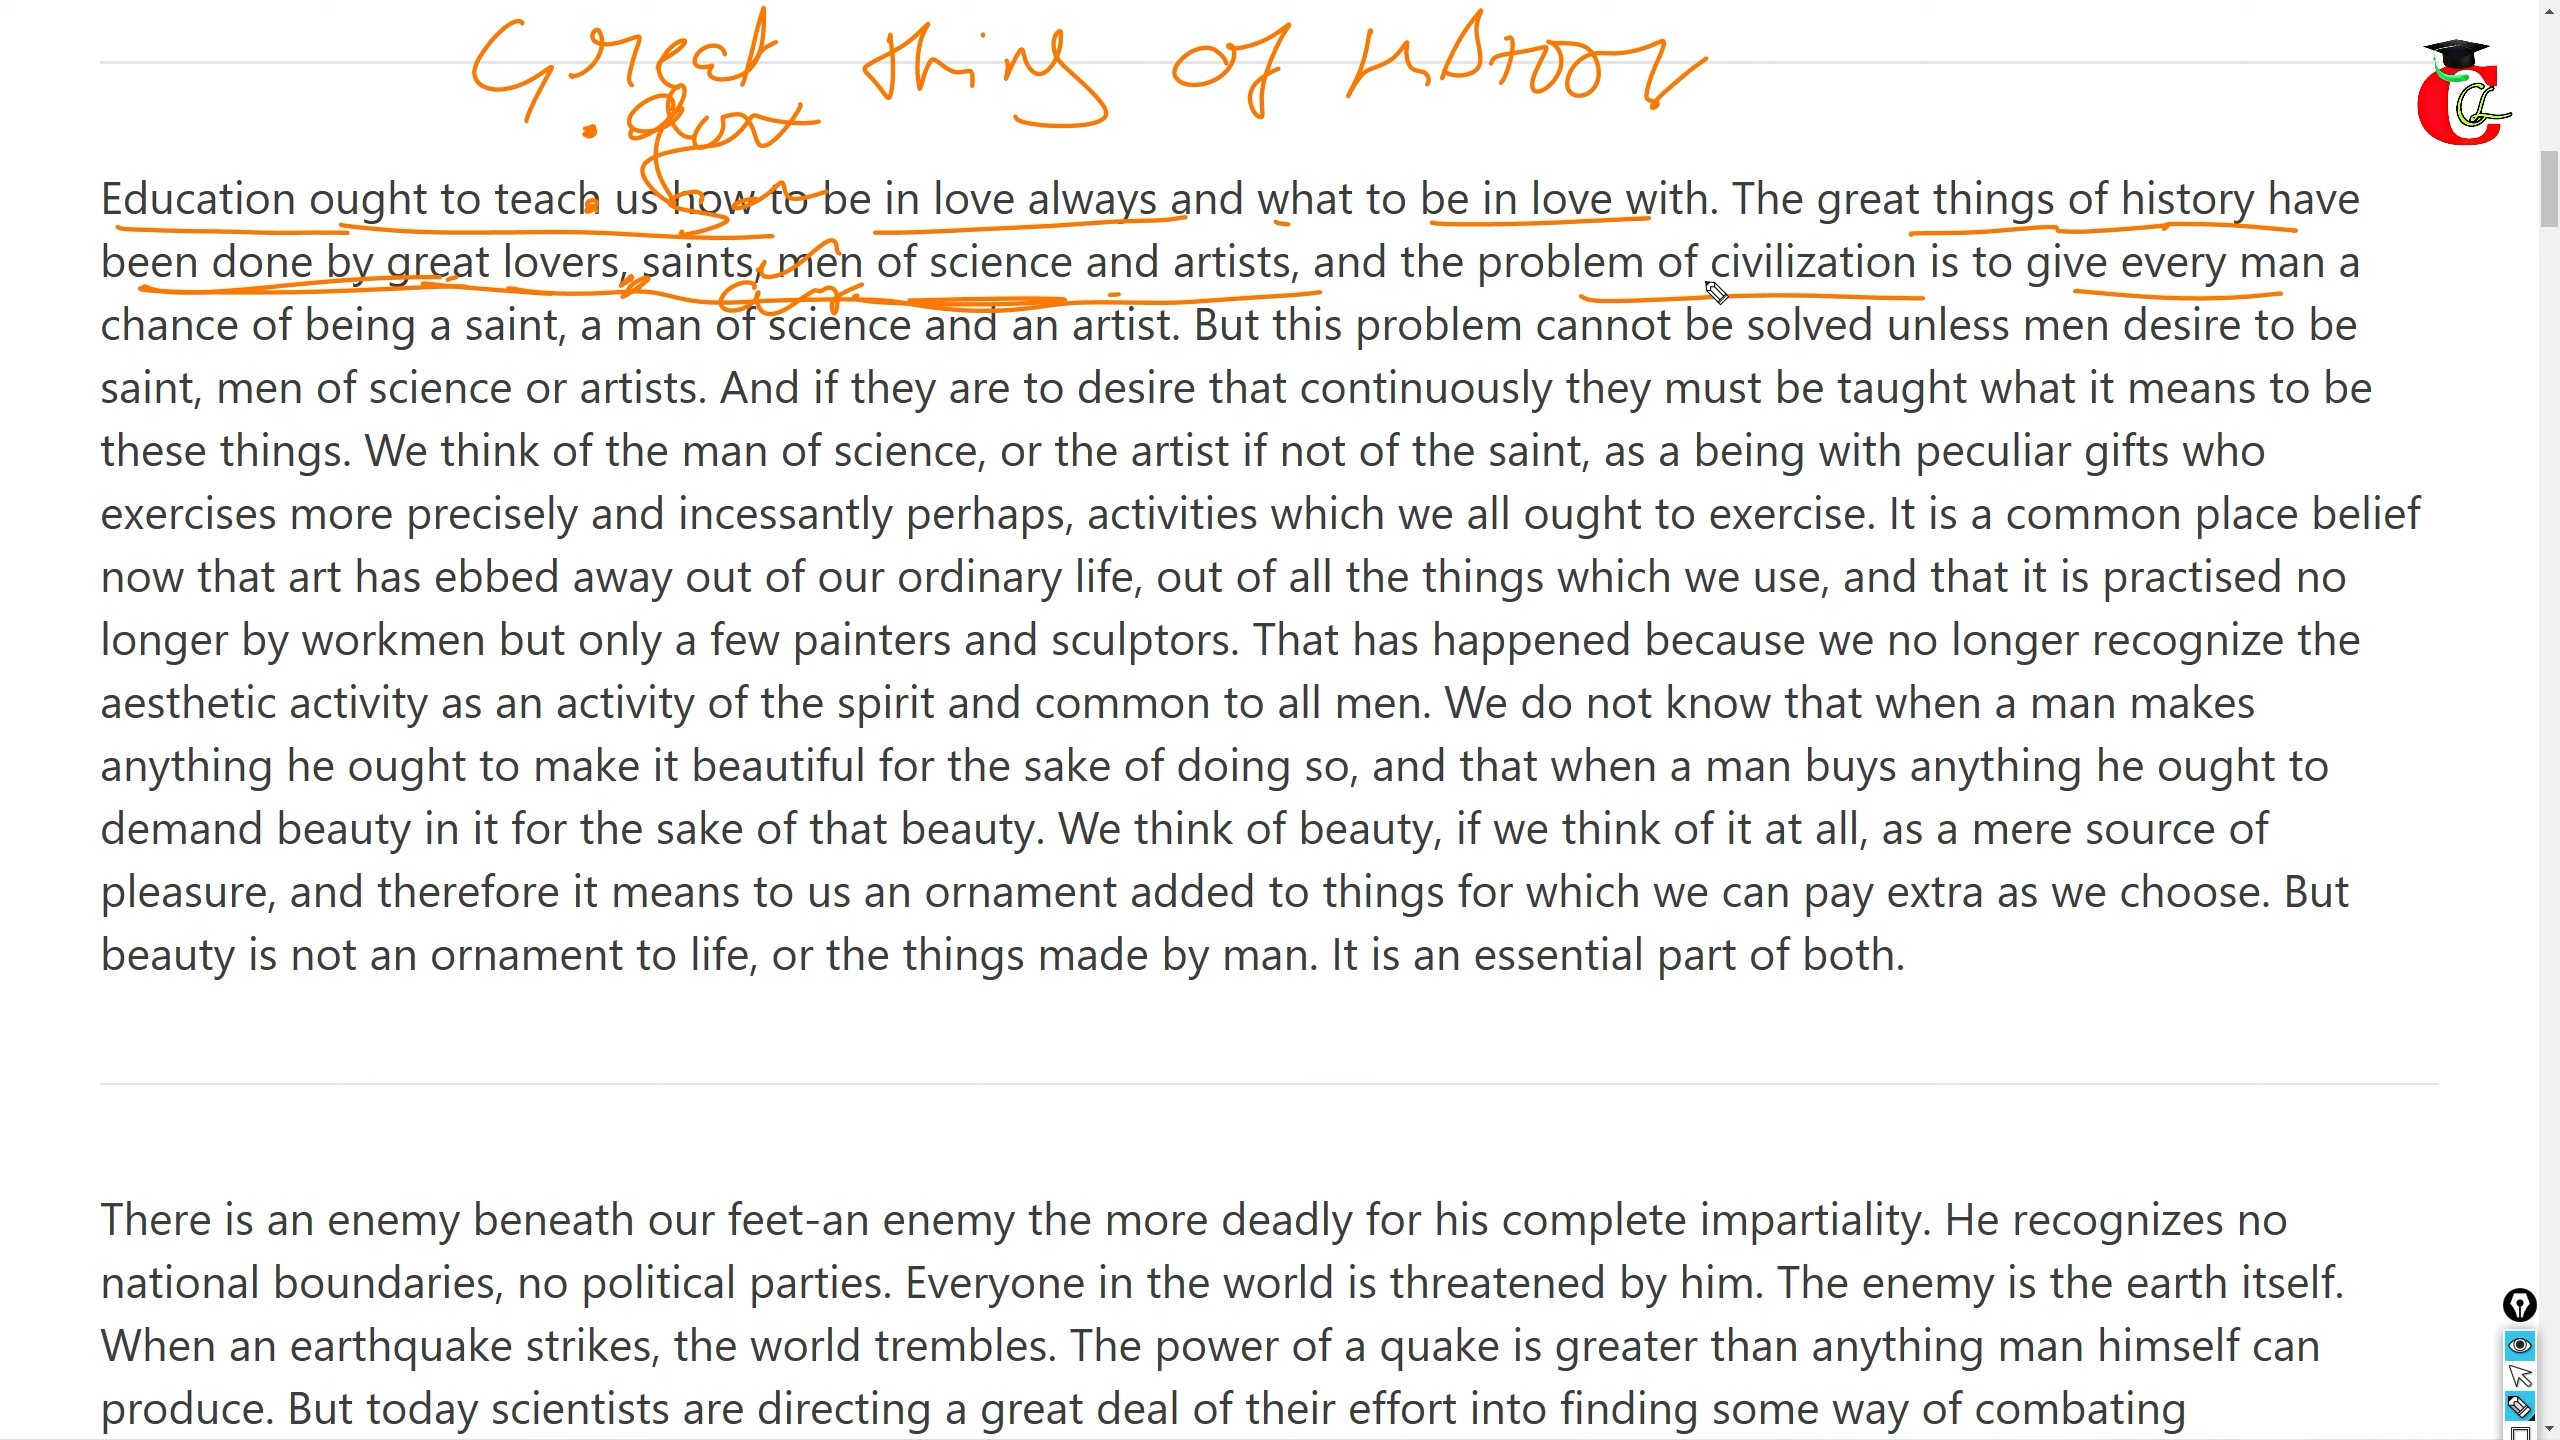 Great thing of History
Education ought to teach us how to be in love always and what to be in love with. The great things of history have
been done by great lovers, saints, men of science and artists, and the problem of civilization is to give every man a
chance of being a saint, a man of science and an artist. But this problem cannot be solved unless men desire to be
saint, men of science or artists. And if they are to desire that continuously they must be taught what it means to be
these things. We think of the man of science, or the artist if not of the saint, as a being with peculiar gifts who
exercises more precisely and incessantly perhaps, activities which we all ought to exercise. It is a common place belief
now that art has ebbed away out of our ordinary life, out of all the things which we use, and that it is practised no
longer by workmen but only a few painters and sculptors. That has happened because we no longer recognize the
aesthetic activity as an activity of the spirit and common to all men. We do not know that when a man makes
anything he ought to make it beautiful for the sake of doing so, and that when a man buys anything he ought to
demand beauty in it for the sake of that beauty. We think of beauty, if we think of it at all, as a mere source of
pleasure, and therefore it means to us an ornament added to things for which we can pay extra as we choose. But
beauty is not an ornament to life, or the things made by man. It is an essential part of both.
There is an enemy beneath our feet-an enemy the more deadly for his complete impartiality. He recognizes no
national boundaries, no political parties. Everyone in the world is threatened by him. The enemy is the earth itself.
When an earthquake strikes, the world trembles. The power of a quake is greater than anything man himself can
produce. But today scientists are directing a great deal of their effort into finding some way of combating